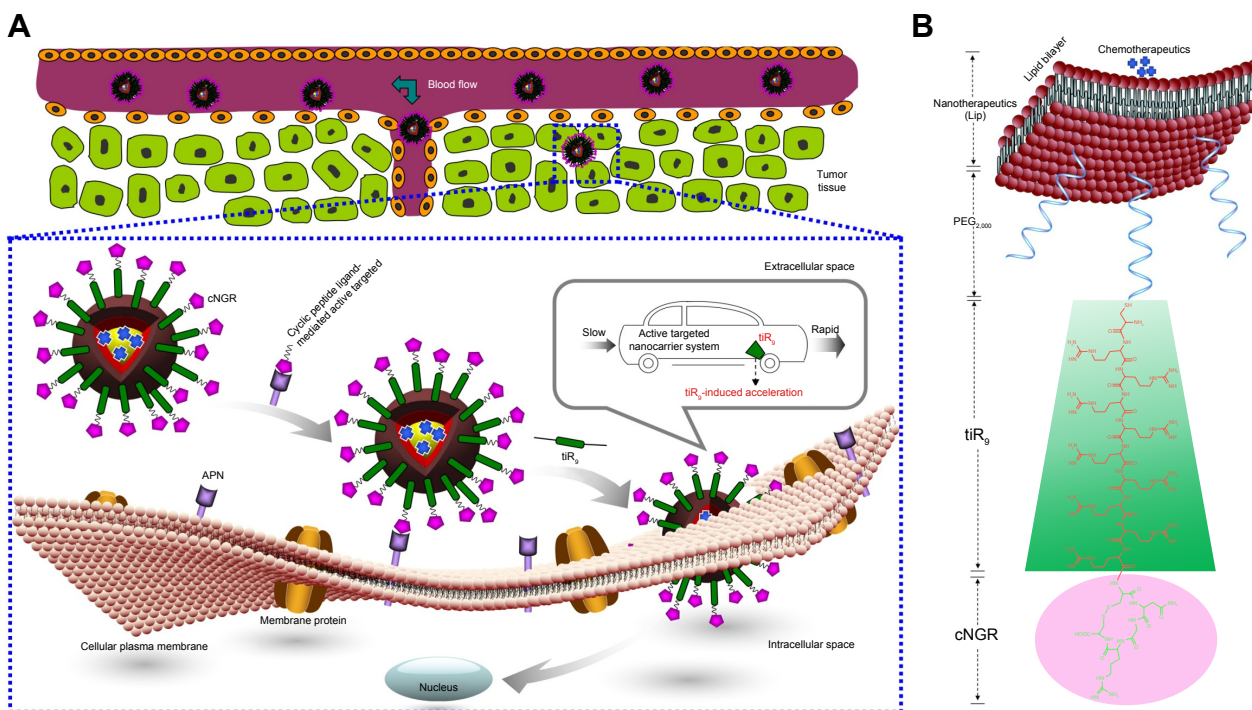 A
Blood flow
Tumor
tissue
cNGR
Cyclic peptide ligand-
mediated active targeted
Extracellular space
Slow
Active targeted
nanocarrier system
tiR9
Rapid
tiR9-induced acceleration
tiR9
APN
Membrane protein
Cellular plasma membrane
Intracellular space
Nucleus
B
Chemotherapeutics
Lipid bilayer
Nanotherapeutics
(Lip)
PEG2,000
tiR9
cNGR